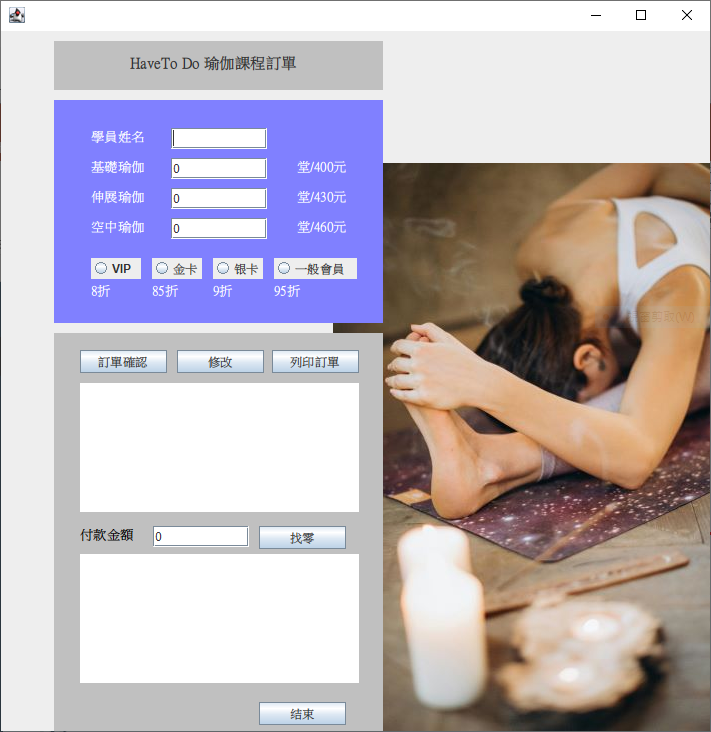 HaveTo Do 瑜伽課程訂單
學員姓名
基礎瑜伽 0 堂/400元
伸展瑜伽 0 堂/430元
空中瑜伽 0 堂/460元
VIP 金卡 银卡 一般會員
8折 85折 9折 95折
訂單確認 修改 列印訂單
付款金額 0 找零
结束